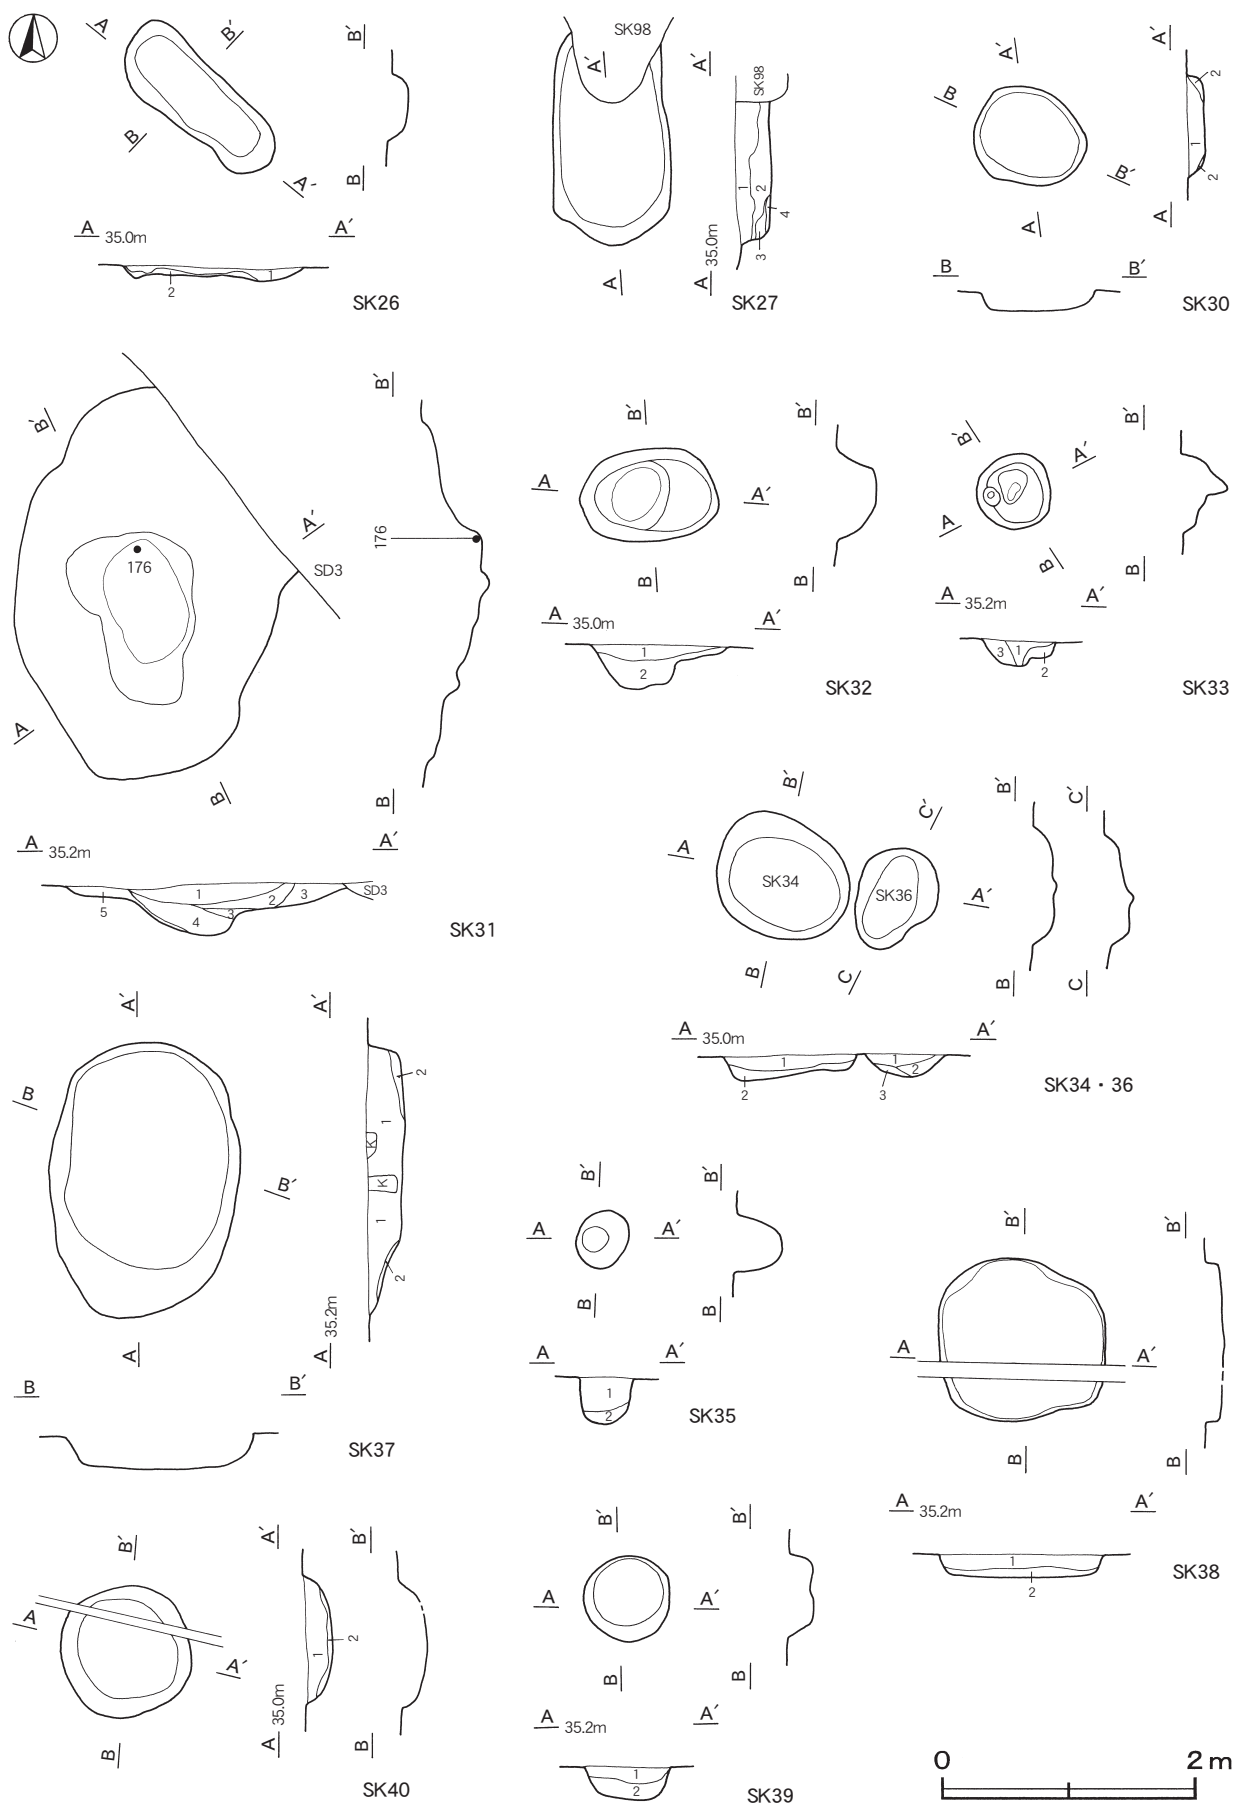 A
B′
B
A′
B′
B
A
35.0m
A′
1
2
SK26
SK98
A′
A
A′
SK98
1
2
3
4
A
35.0m
SK27
A′
B
B′
A
A′
2
1
2
A
B
B′
SK30
B′
A′
A
B
176
SD3
B′
176
B
A
35.2m
A′
1
2
3
3
4
5
SD3
SK31
B′
A
A′
B
B′
B
A
35.0m
A′
1
2
SK32
B′
A′
A
B
B′
B
A
35.2m
A′
3
1
2
SK33
B′
C′
A
SK34
SK36
A′
B
C
B′
C′
B
C
A
35.0m
A′
1
2
1
2
3
SK34・36
A′
B
B′
A
A′
2
1
K
K
1
2
A
35.2m
B
B′
SK37
B′
A
A′
B
B′
B
A
A′
1
2
SK35
B′
A
A′
B
B′
B
A
35.2m
A′
1
2
SK38
B′
A
A′
B
A′
B′
1
2
A
35.0m
B
SK40
B′
A
A′
B
B′
B
A
35.2m
A′
1
2
SK39
0
2m